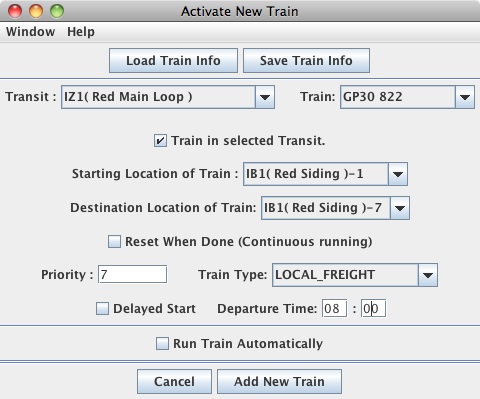 Activate New Train
Window Help
Load Train Info Save Train Info
Transit : IZ1( Red Main Loop ) Train: GP30 822
Train in selected Transit.
Starting Location of Train : IB1( Red Siding )-1
Destination Location of Train: IB1( Red Siding )-7
Reset When Done (Continuous running)
Priority : 7 Train Type: LOCAL_FREIGHT
Delayed Start Departure Time: 08 : 00
Run Train Automatically
Cancel Add New Train